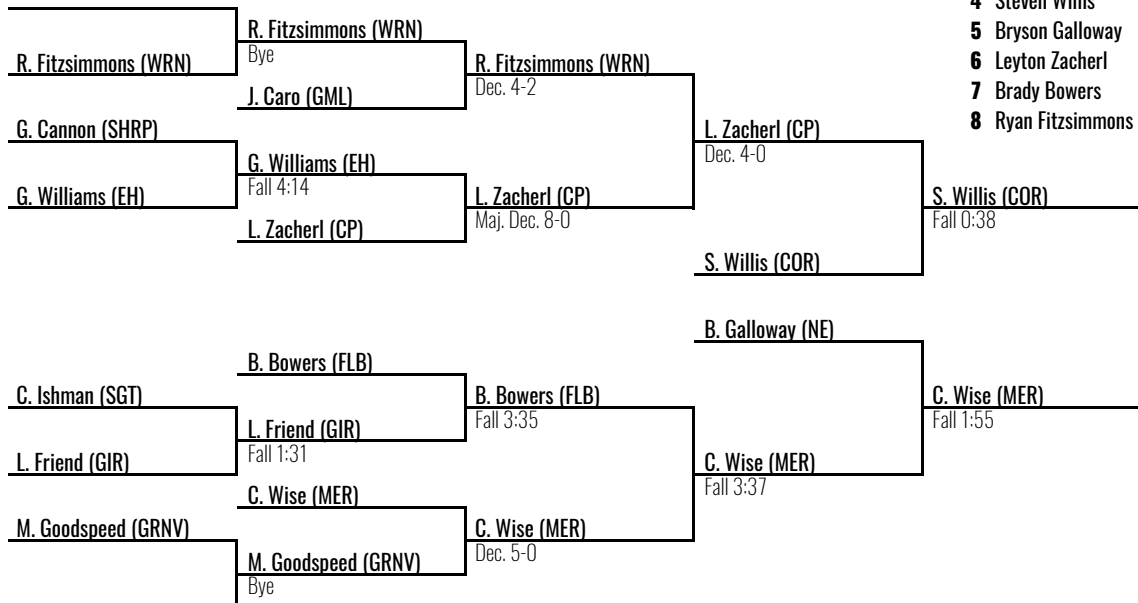 4 Steven Willis
5 Bryson Galloway
6 Leyton Zacherl
7 Brady Bowers
8 Ryan Fitzsimmons
R. Fitzsimmons (WRN)
G. Cannon (SHRP)
G. Williams (EH)
C. Ishman (SGT)
L. Friend (GIR)
M. Goodspeed (GRNV)
R. Fitzsimmons (WRN)
Bye
J. Caro (GML)
G. Williams (EH)
Fall 4:14
L. Zacherl (CP)
B. Bowers (FLB)
L. Friend (GIR)
Fall 1:31
C. Wise (MER)
M. Goodspeed (GRNV)
Bye
R. Fitzsimmons (WRN)
Dec. 4-2
L. Zacherl (CP)
Maj. Dec. 8-0
B. Bowers (FLB)
Fall 3:35
C. Wise (MER)
Dec. 5-0
L. Zacherl (CP)
Dec. 4-0
S. Willis (COR)
B. Galloway (NE)
C. Wise (MER)
Fall 3:37
S. Willis (COR)
Fall 0:38
C. Wise (MER)
Fall 1:55